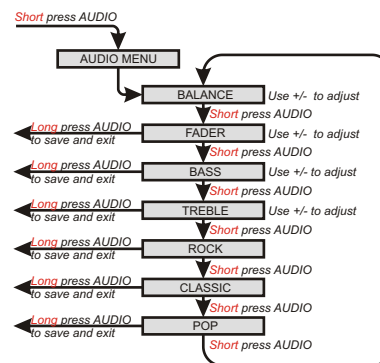 Short press AUDIO
AUDIO MENU
BALANCE Use +/- to adjust
Short press AUDIO
Long press AUDIO
to save and exit
FADER Use +/- to adjust
Short press AUDIO
Long press AUDIO
to save and exit
BASS Use +/- to adjust
Short press AUDIO
Long press AUDIO
to save and exit
TREBLE Use +/- to adjust
Short press AUDIO
Long press AUDIO
to save and exit
ROCK
Short press AUDIO
Long press AUDIO
to save and exit
CLASSIC
Short press AUDIO
Long press AUDIO
to save and exit
POP
Short press AUDIO